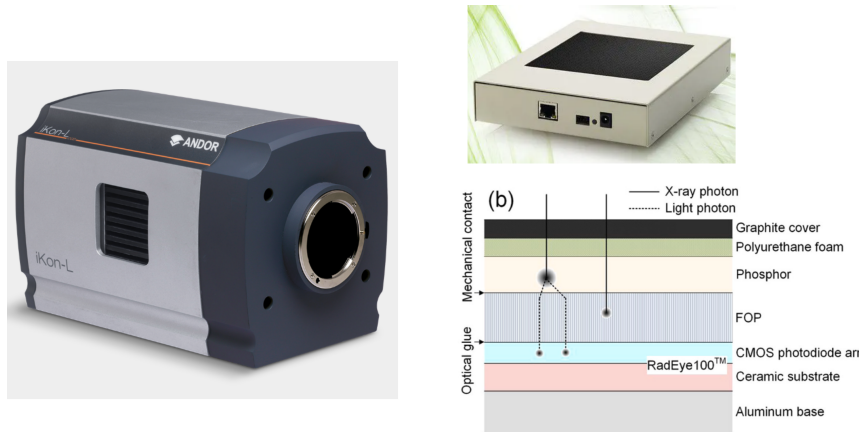 iKon-L
ANDOR
iKon-L
(b)
X-ray photon
Light photon
Mechanical contact
Optical glue
Graphite cover
Polyurethane foam
Phosphor
FOP
CMOS photodiode arr
RadEye100™
Ceramic substrate
Aluminum base